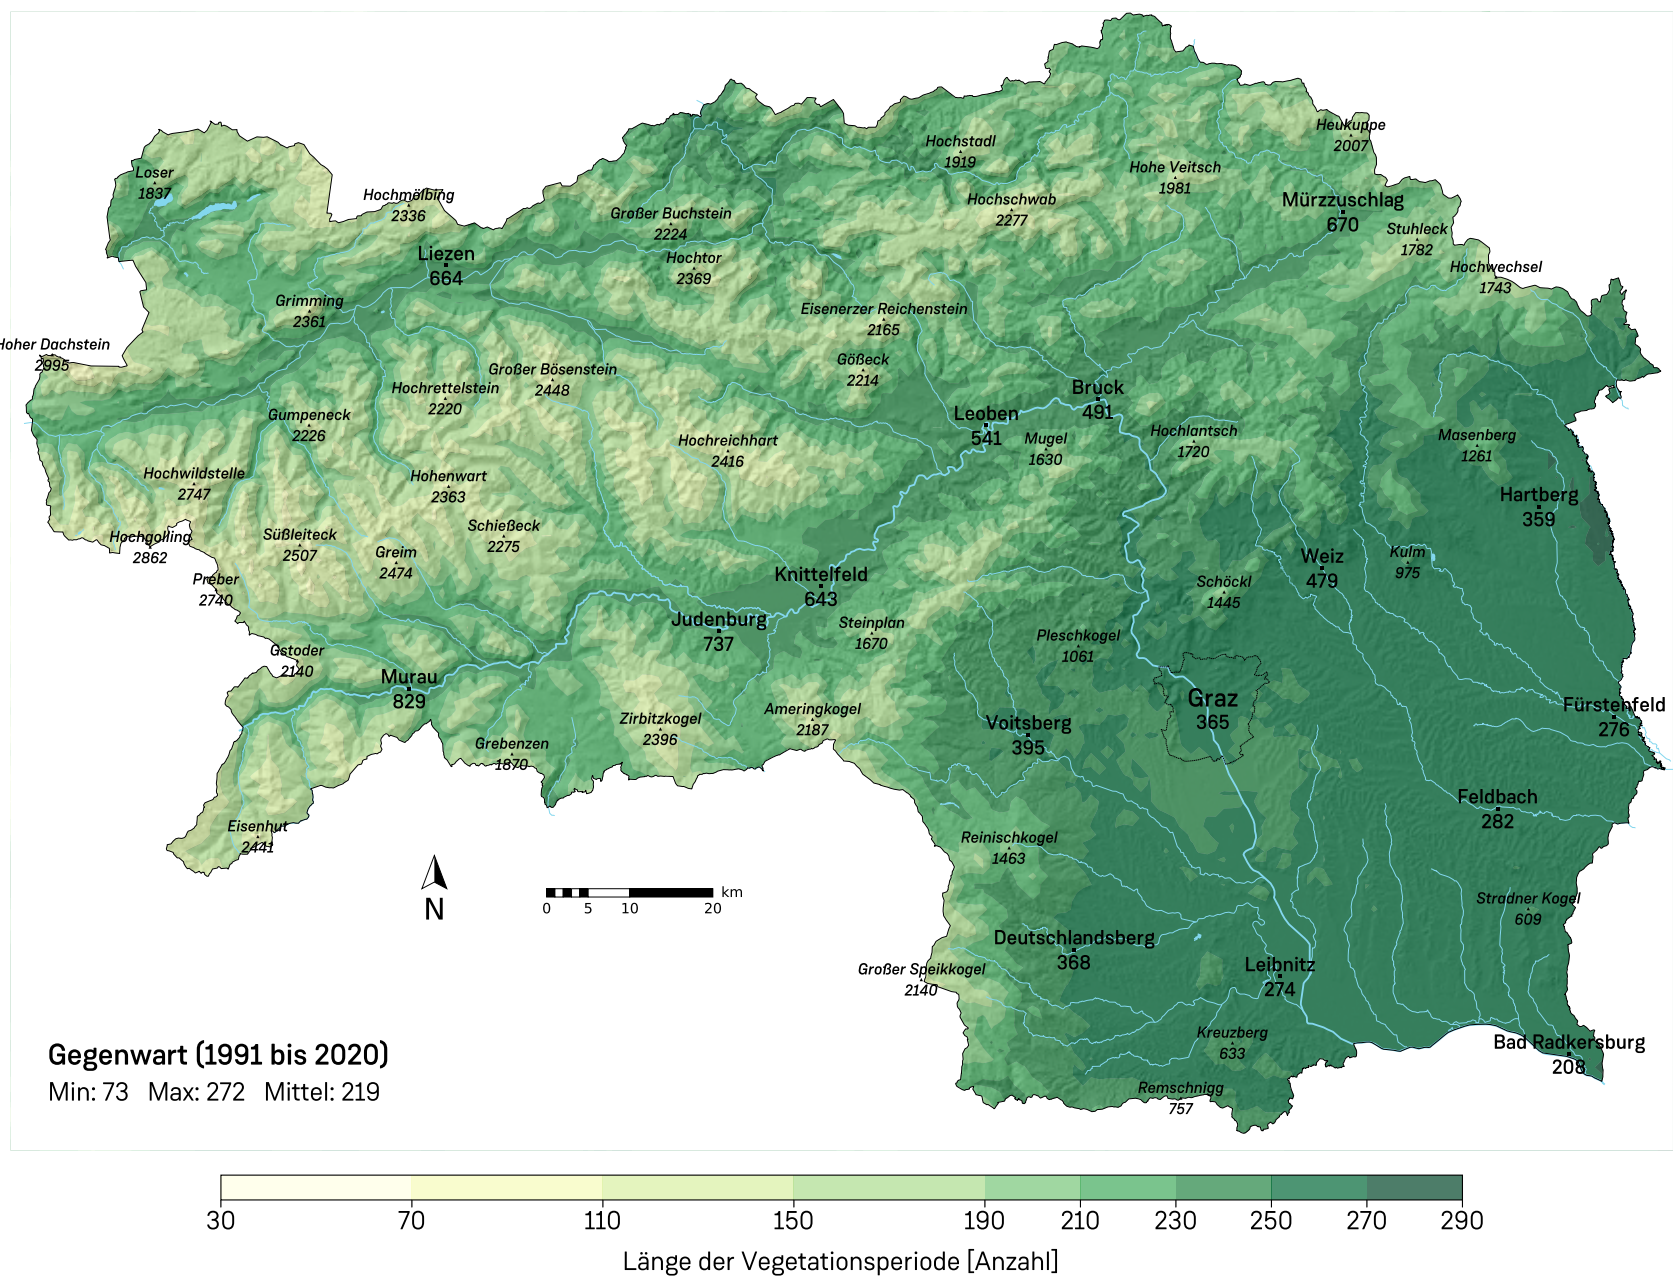 Hochstadl
1919
Heukuppe
2007
Loser
1837
Hohe Veitsch
1981
Hochmölbing
2336
Hochschwab
2277
Mürzzuschlag
670
Großer Buchstein
2224
Stuhleck
1782
Liezen
664
Hochtor
2369
Hochwechsel
1743
Grimming
2361
Eisenerzer Reichenstein
2165
Hoher Dachstein
2995
Gößeck
2214
Großer Bösenstein
2448
Hochrettelstein
2220
Bruck
491
Gumpeneck
2226
Leoben
541
Hochreichhart
2416
Mugel
1630
Hochlantsch
1720
Masenberg
1261
Hochwildstelle
2747
Hohenwart
2363
Hartberg
359
Schießeck
2275
Süßleiteck
2507
Hochgolling
2862
Greim
2474
Weiz
479
Kulm
975
Preber
2740
Knittelfeld
643
Schöckl
1445
Judenburg
737
Steinplan
1670
Pleschkogel
1061
Gstoder
2140
Murau
829
Graz
365
Fürstenfeld
276
Zirbitzkogel
2396
Ameringkogel
2187
Voitsberg
395
Grebenzen
1870
Feldbach
282
Eisenhut
2441
Reinischkogel
1463
N
km
0 5 10 20
Stradner Kogel
609
Deutschlandsberg
368
Großer Speikkogel
2140
Leibnitz
274
Kreuzberg
633
Bad Radkersburg
208
Remschnigg
757
Gegenwart (1991 bis 2020)
Min: 73 Max: 272 Mittel: 219
30 70 110 150 190 210 230 250 270 290
Länge der Vegetationsperiode [Anzahl]